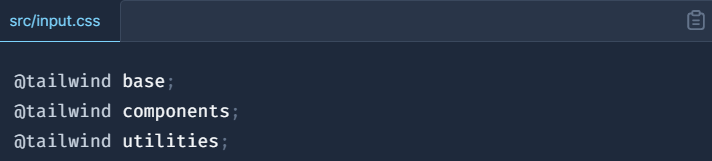 src/input.css
@tailwind base;
@tailwind components;
@tailwind utilities;